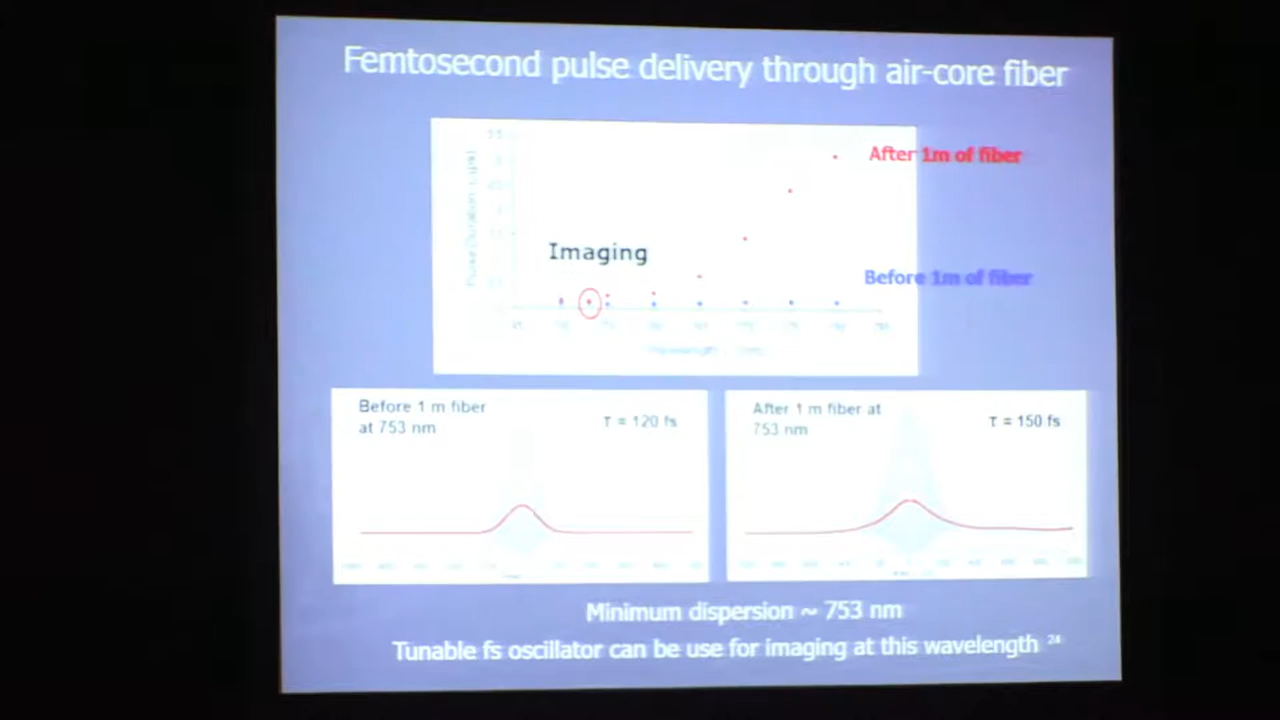 Femtosecond pulse delivery through air-core fiber
After 1m of fiber
Imaging
Before 1m of fiber
Before 1 m fiber
at 753 nm
τ = 120 fs
After 1 m fiber at
753 nm
τ = 150 fs
Minimum dispersion ~ 753 nm
Tunable fs oscillator can be use for imaging at this wavelength 24